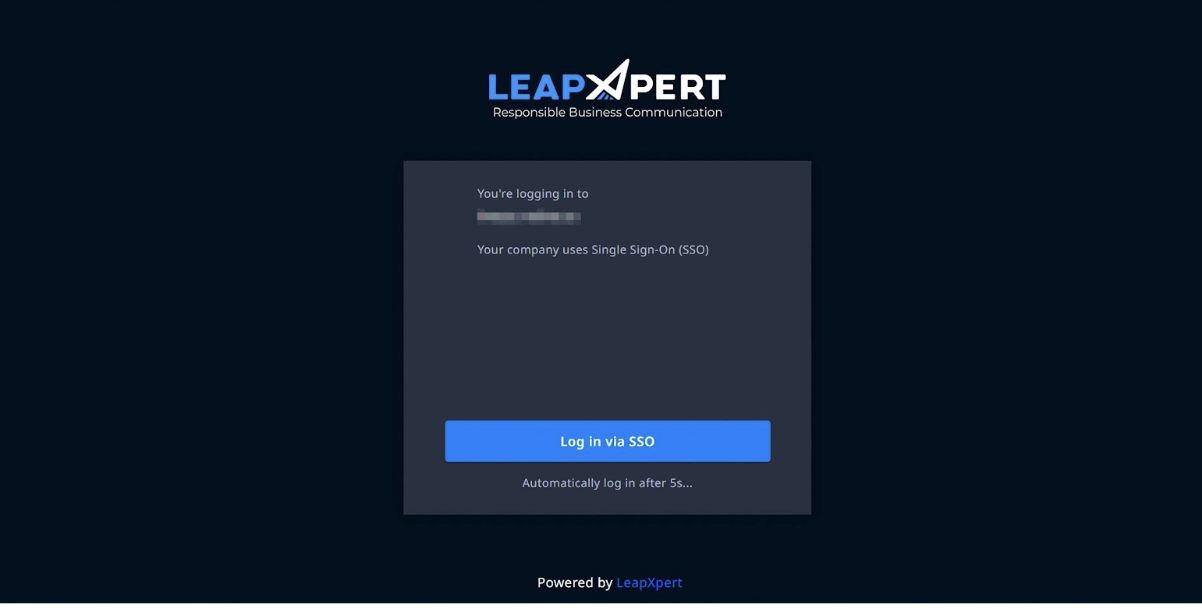 LEAPXPERT
Responsible Business Communication
You're logging in to
Your company uses Single Sign-On (SSO)
Log in via SSO
Automatically log in after 5s...
Powered by LeapXpert